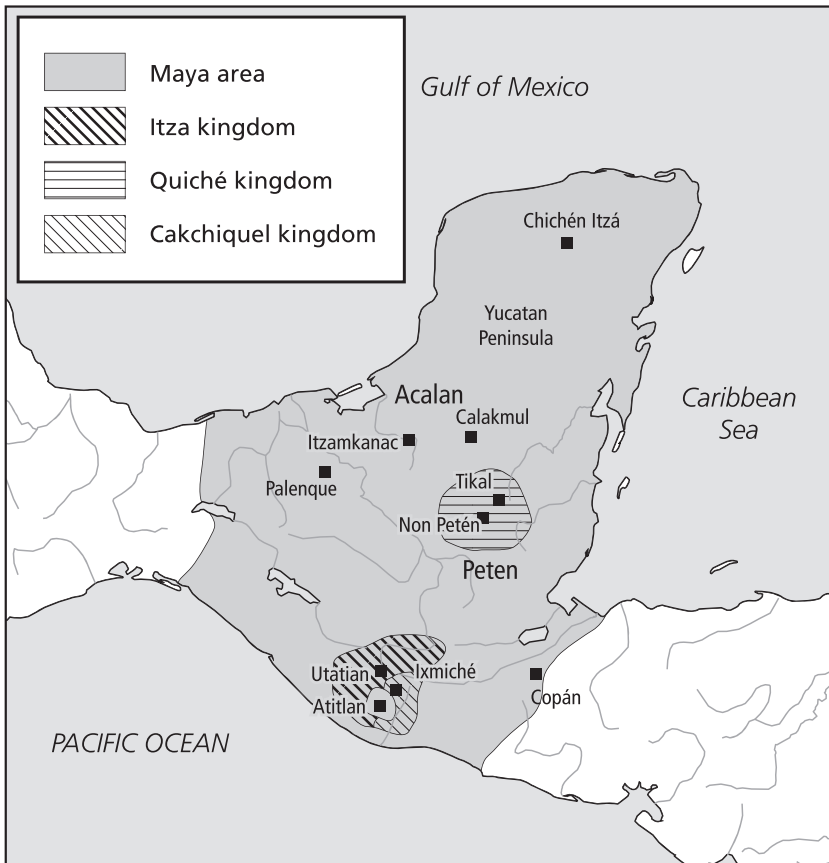 Maya area
Itza kingdom
Quiché kingdom
Cakchiquel kingdom
Gulf of Mexico
Chichén Itzá
Yucatan
Peninsula
Acalan
Calakmul
Caribbean
Sea
Itzamkanac
Palenque
Tikal
Non Petén
Peten
Utatian
Ixmiché
Atitlan
Copán
PACIFIC OCEAN